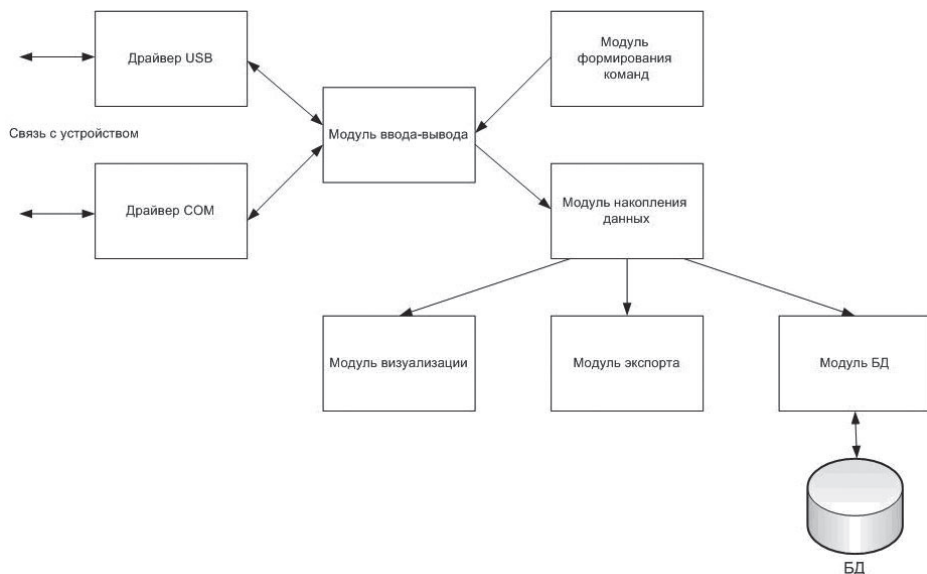 Драйвер USB
Модуль
формирования
команд
Связь с устройством
Модуль ввода-вывода
Драйвер COM
Модуль накопления
данных
Модуль визуализации
Модуль экспорта
Модуль БД
БД